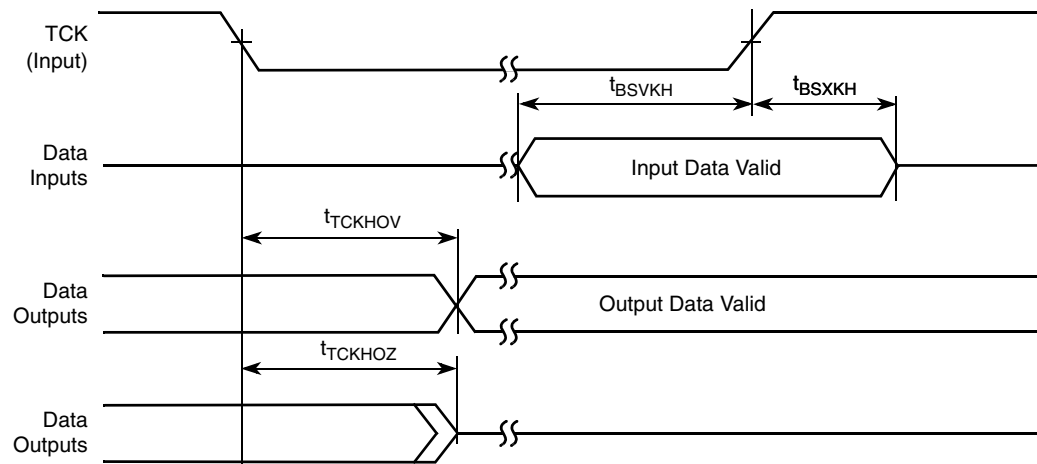 TCK
(Input)
tBSVKH
tBSXKH
Data
Inputs
Input Data Valid
tTCKHOV
Data
Outputs
Output Data Valid
tTCKHOZ
Data
Outputs